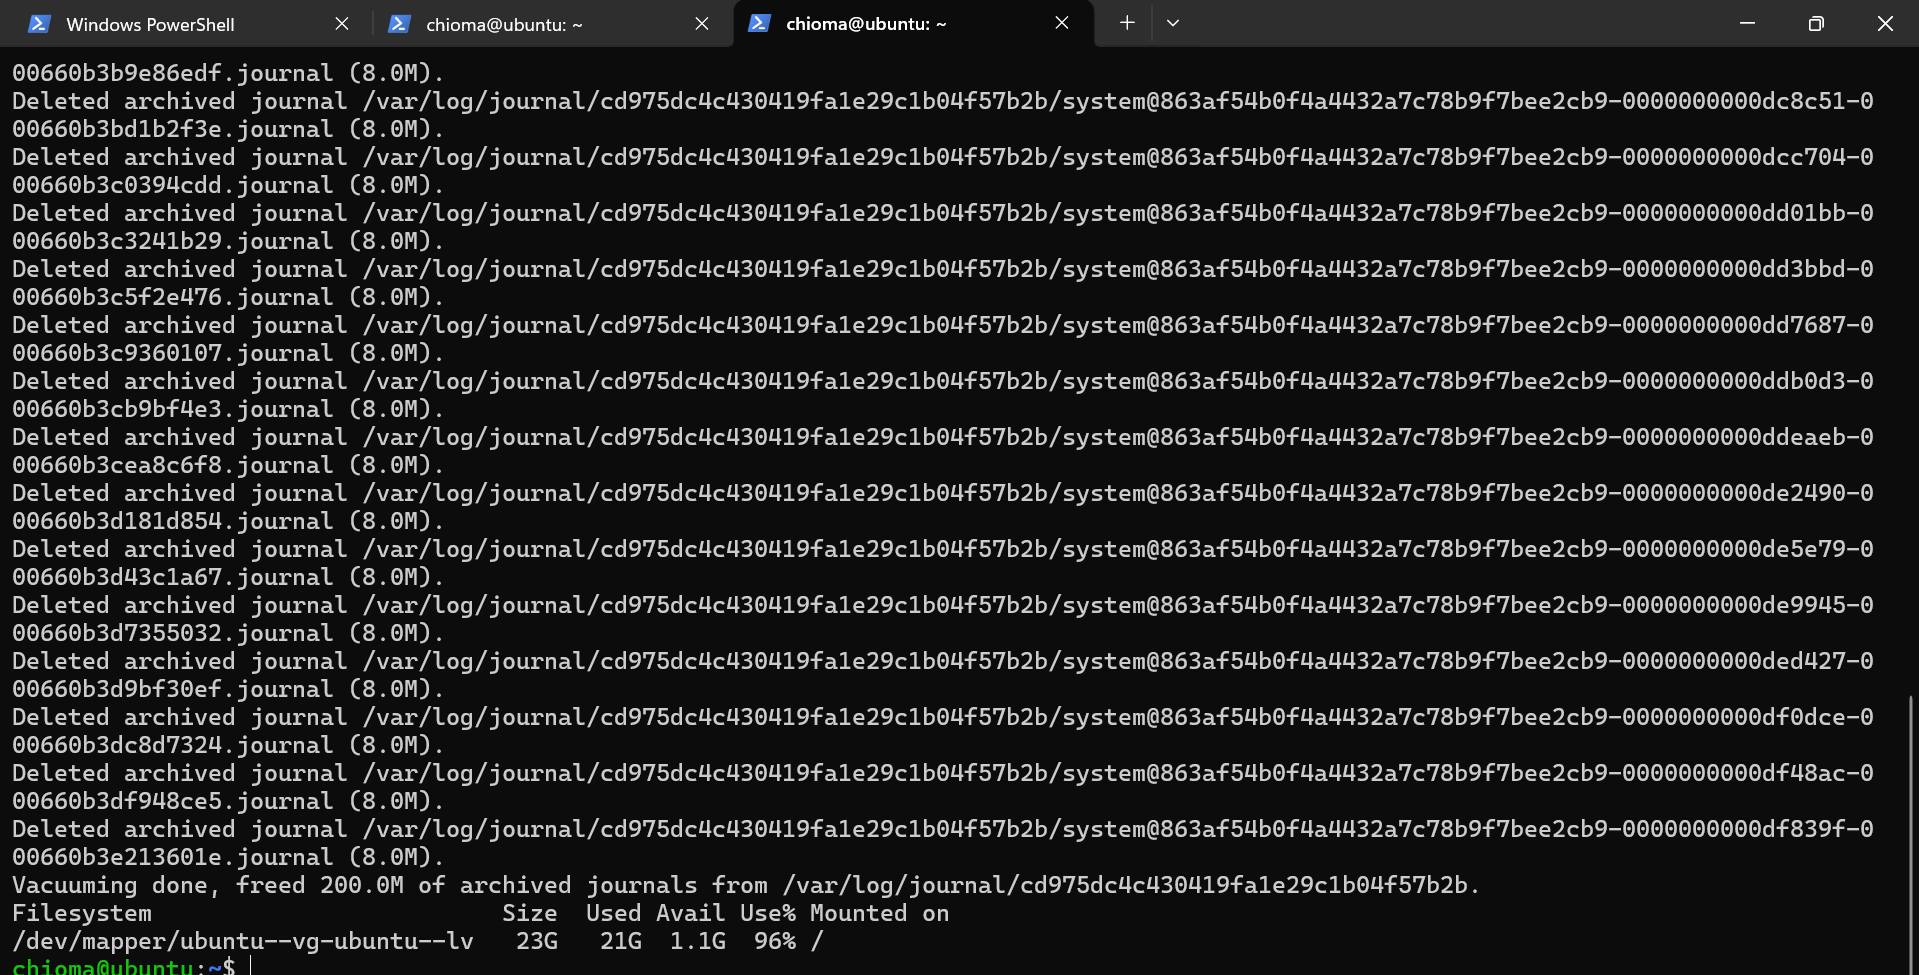 Windows PowerShell
chioma@ubuntu: ~
chioma@ubuntu: ~
00660b3b9e86edf.journal (8.0M).
Deleted archived journal /var/log/journal/cd975dc4c430419fa1e29c1b04f57b2b/system@863af54b0f4a4432a7c78b9f7bee2cb9-0000000000dc8c51-0
00660b3bd1b2f3e.journal (8.0M).
Deleted archived journal /var/log/journal/cd975dc4c430419fa1e29c1b04f57b2b/system@863af54b0f4a4432a7c78b9f7bee2cb9-0000000000dcc704-0
00660b3c0394cdd.journal (8.0M).
Deleted archived journal /var/log/journal/cd975dc4c430419fa1e29c1b04f57b2b/system@863af54b0f4a4432a7c78b9f7bee2cb9-0000000000dd01bb-0
00660b3c3241b29.journal (8.0M).
Deleted archived journal /var/log/journal/cd975dc4c430419fa1e29c1b04f57b2b/system@863af54b0f4a4432a7c78b9f7bee2cb9-0000000000dd3bbd-0
00660b3c5f2e476.journal (8.0M).
Deleted archived journal /var/log/journal/cd975dc4c430419fa1e29c1b04f57b2b/system@863af54b0f4a4432a7c78b9f7bee2cb9-0000000000dd7687-0
00660b3c9360107.journal (8.0M).
Deleted archived journal /var/log/journal/cd975dc4c430419fa1e29c1b04f57b2b/system@863af54b0f4a4432a7c78b9f7bee2cb9-0000000000ddb0d3-0
00660b3cb9bf4e3.journal (8.0M).
Deleted archived journal /var/log/journal/cd975dc4c430419fa1e29c1b04f57b2b/system@863af54b0f4a4432a7c78b9f7bee2cb9-0000000000ddeaeb-0
00660b3cea8c6f8.journal (8.0M).
Deleted archived journal /var/log/journal/cd975dc4c430419fa1e29c1b04f57b2b/system@863af54b0f4a4432a7c78b9f7bee2cb9-0000000000de2490-0
00660b3d181d854.journal (8.0M).
Deleted archived journal /var/log/journal/cd975dc4c430419fa1e29c1b04f57b2b/system@863af54b0f4a4432a7c78b9f7bee2cb9-0000000000de5e79-0
00660b3d43c1a67.journal (8.0M).
Deleted archived journal /var/log/journal/cd975dc4c430419fa1e29c1b04f57b2b/system@863af54b0f4a4432a7c78b9f7bee2cb9-0000000000de9945-0
00660b3d7355032.journal (8.0M).
Deleted archived journal /var/log/journal/cd975dc4c430419fa1e29c1b04f57b2b/system@863af54b0f4a4432a7c78b9f7bee2cb9-0000000000ded427-0
00660b3d9bf30ef.journal (8.0M).
Deleted archived journal /var/log/journal/cd975dc4c430419fa1e29c1b04f57b2b/system@863af54b0f4a4432a7c78b9f7bee2cb9-0000000000df0dce-0
00660b3dc8d7324.journal (8.0M).
Deleted archived journal /var/log/journal/cd975dc4c430419fa1e29c1b04f57b2b/system@863af54b0f4a4432a7c78b9f7bee2cb9-0000000000df48ac-0
00660b3df948ce5.journal (8.0M).
Deleted archived journal /var/log/journal/cd975dc4c430419fa1e29c1b04f57b2b/system@863af54b0f4a4432a7c78b9f7bee2cb9-0000000000df839f-0
00660b3e213601e.journal (8.0M).
Vacuuming done, freed 200.0M of archived journals from /var/log/journal/cd975dc4c430419fa1e29c1b04f57b2b.
Filesystem                         Size  Used Avail Use% Mounted on
/dev/mapper/ubuntu--vg-ubuntu--lv   23G   21G  1.1G  96% /
chioma@ubuntu:~$